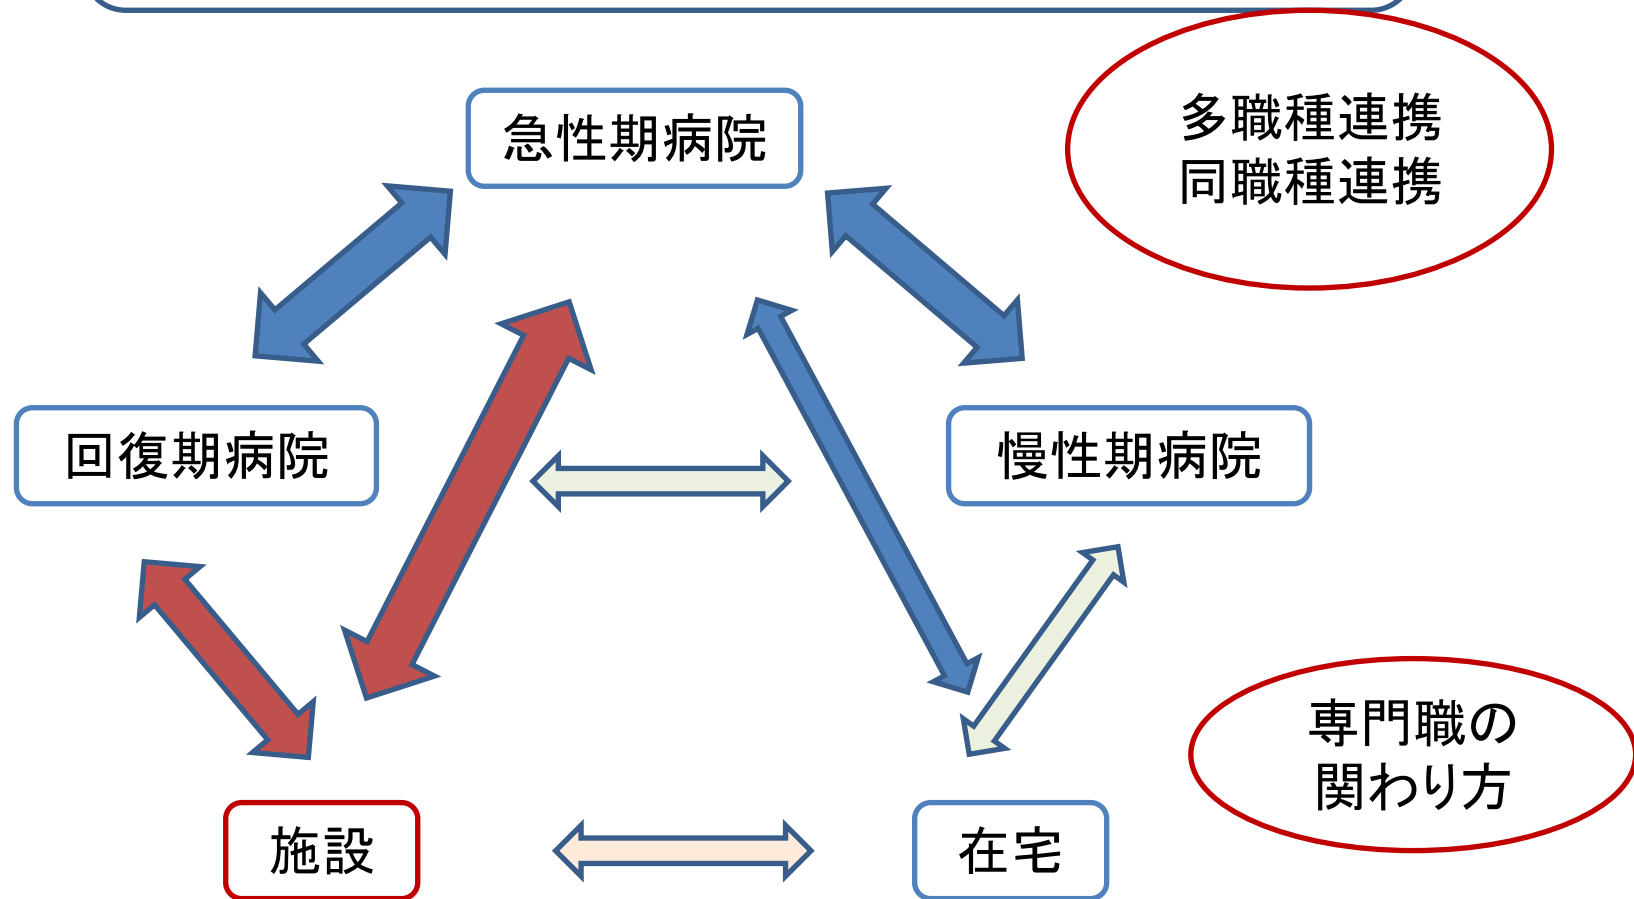 急性期病院
多職種連携
同職種連携
回復期病院
慢性期病院
専門職の
関わり方
施設
在宅